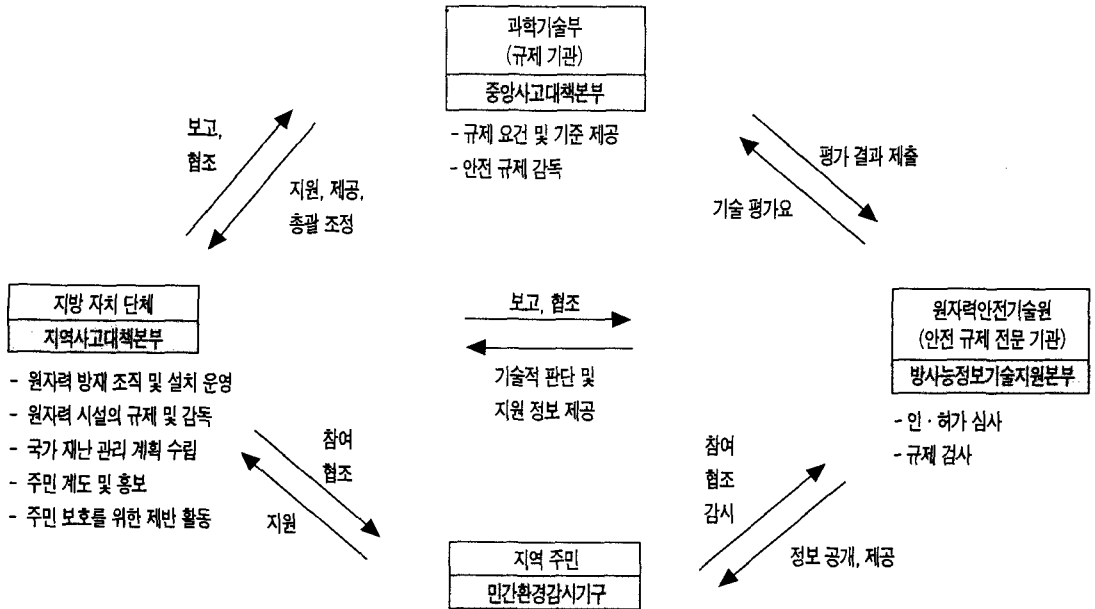 과학기술부
(규제 기관)
중앙사고대책본부
- 규제 요건 및 기준 제공
- 안전 규제 감독
보고,
협조
지원, 제공,
총괄 조정
평가 결과 제출
기술 평가요
지방 자치 단체
지역사고대책본부
- 원자력 방재 조직 및 설치 운영
- 원자력 시설의 규제 및 감독
- 국가 재난 관리 계획 수립
- 주민 계도 및 홍보
- 주민 보호를 위한 제반 활동
보고, 협조
기술적 판단 및
지원 정보 제공
원자력안전기술원
(안전 규제 전문 기관)
방사능정보기술지원본부
- 인 · 허가 심사
- 규제 검사
참여
협조
지원
참여
협조
감시
정보 공개, 제공
지역 주민
민간환경감시기구